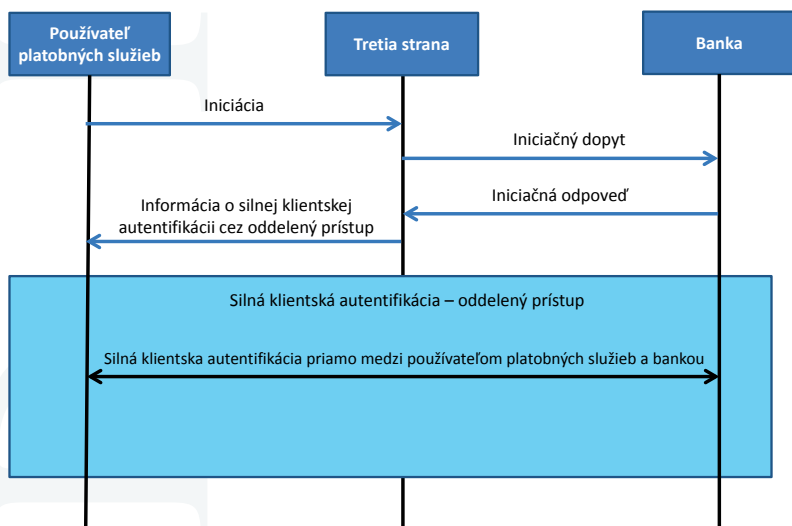 Používateľ
platobných služieb
Tretia strana
Banka
Iniciácia
Iniciačný dopyt
Iniciačná odpoveď
Informácia o silnej klientskej
autentifikácii cez oddelený prístup
Silná klientská autentifikácia – oddelený prístup
Silná klientska autentifikácia priamo medzi používateľom platobných služieb a bankou